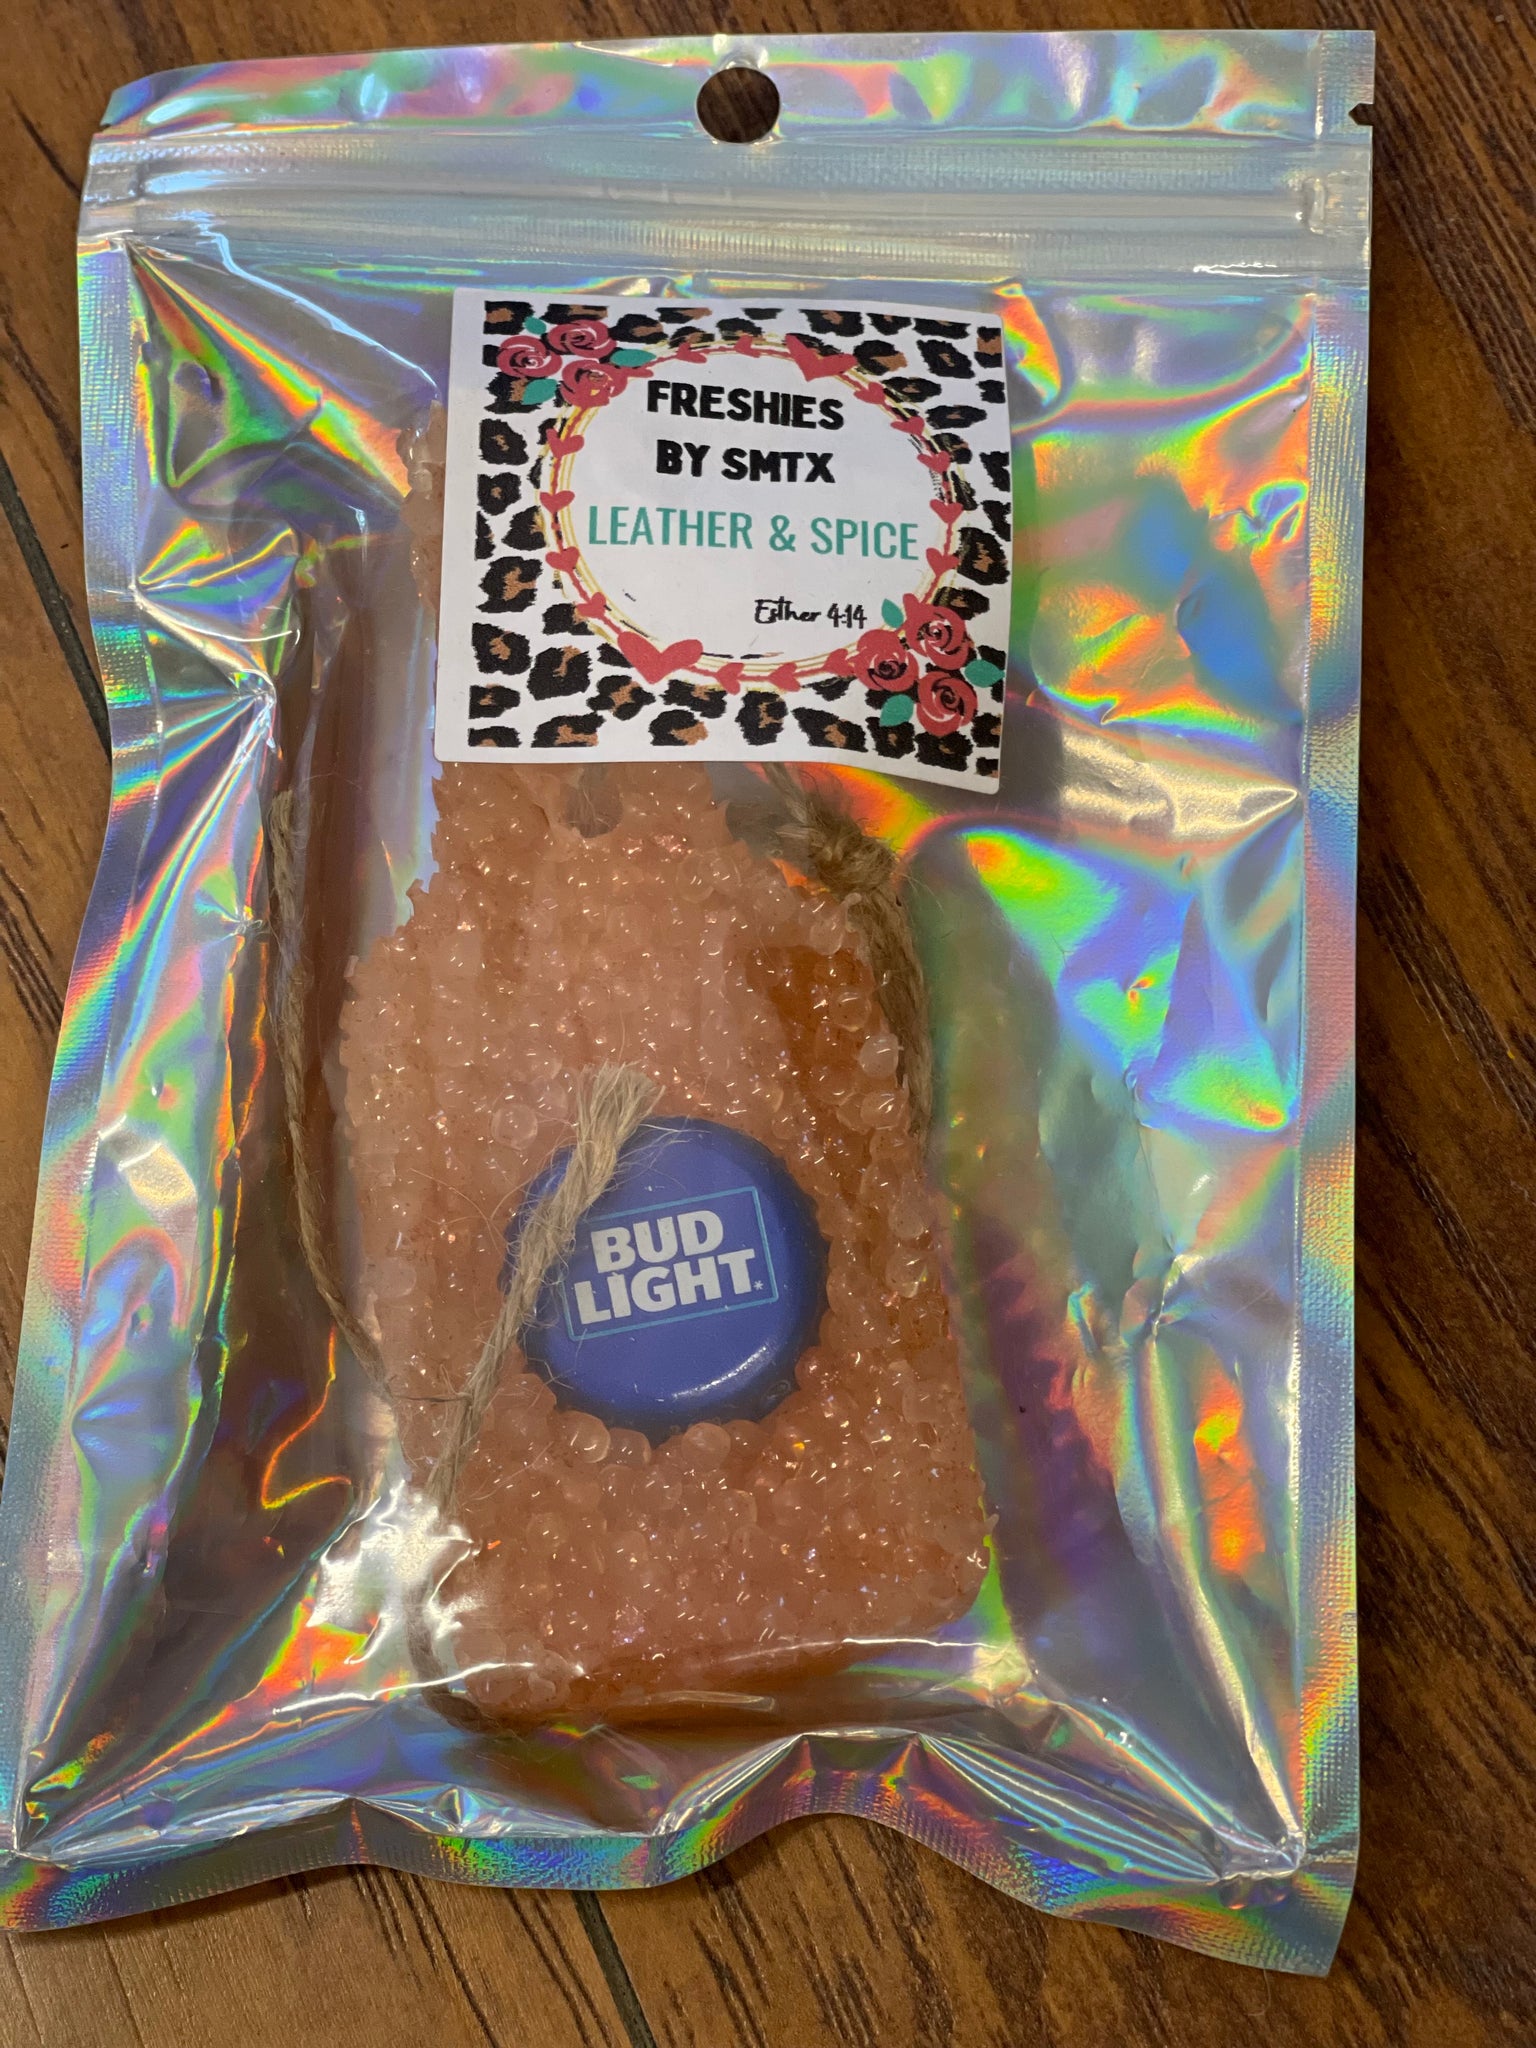 FRESHIES
BY SMTX
LEATHER & SPICE
Esther 4:14
BUD
LIGHT.